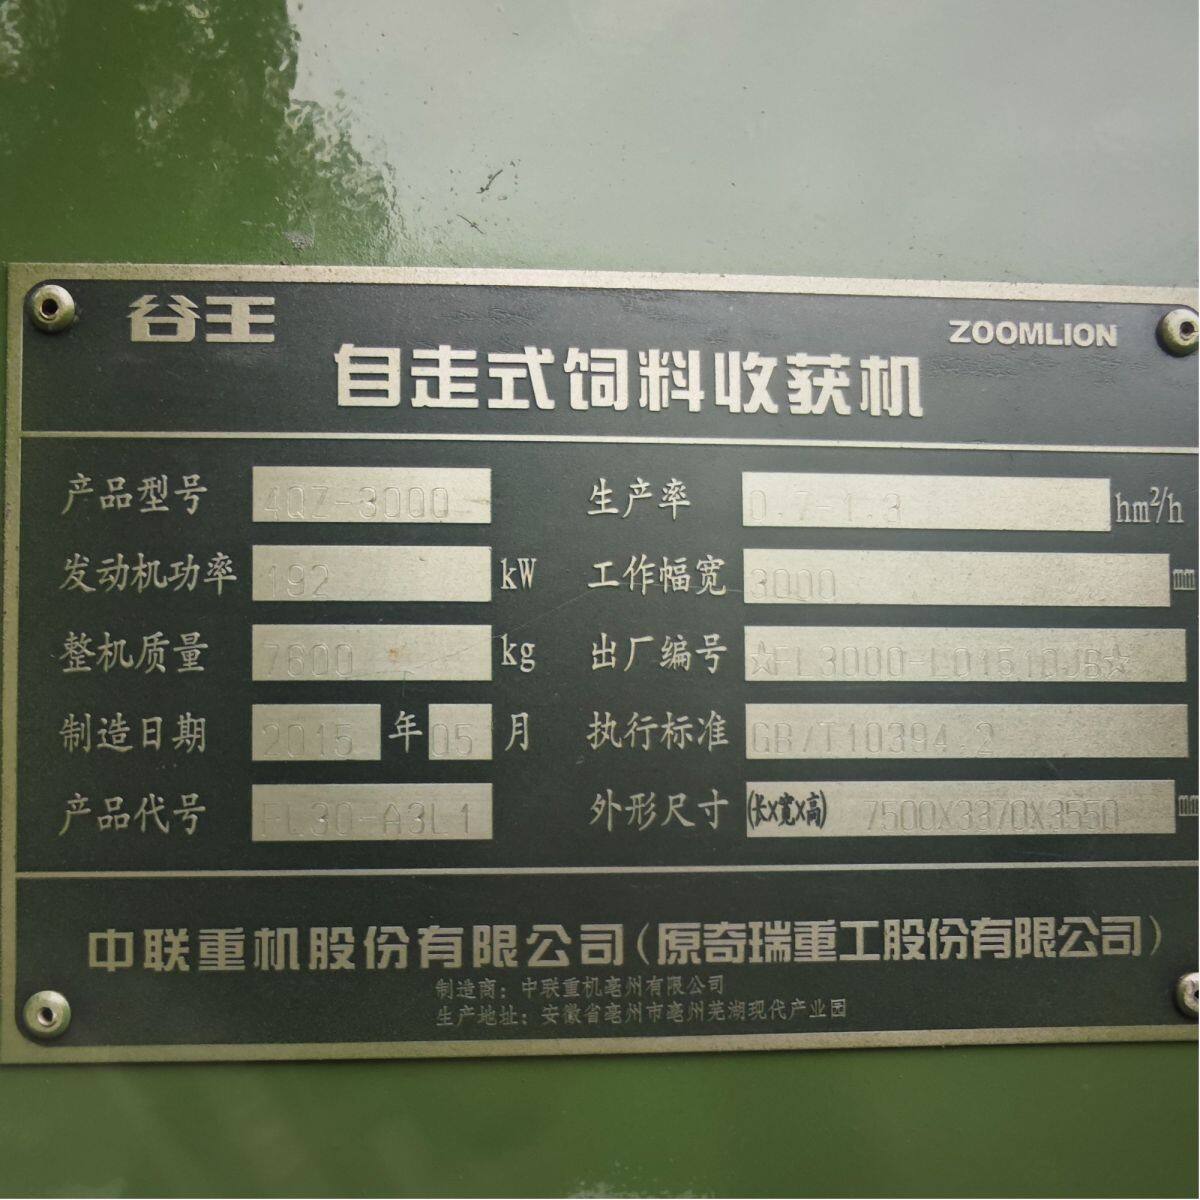 谷王
ZOOMLION
自走式饲料收获机
产品型号 4QZ-3000 生产率 0.7-1.3 hm²/h
发动机功率 192 kW 工作幅宽 3000 mm
整机质量 7600 kg 出厂编号
制造日期 2015 年 05 月 执行标准 GB/T10394.2
产品代号 FL30-A3L1 外形尺寸 (长X宽X高) 7500X3370X3550 mm
中联重机股份有限公司(原奇瑞重工股份有限公司)
制造商：中联重机亳州有限公司
生产地址：安徽省亳州市亳州芜湖现代产业园